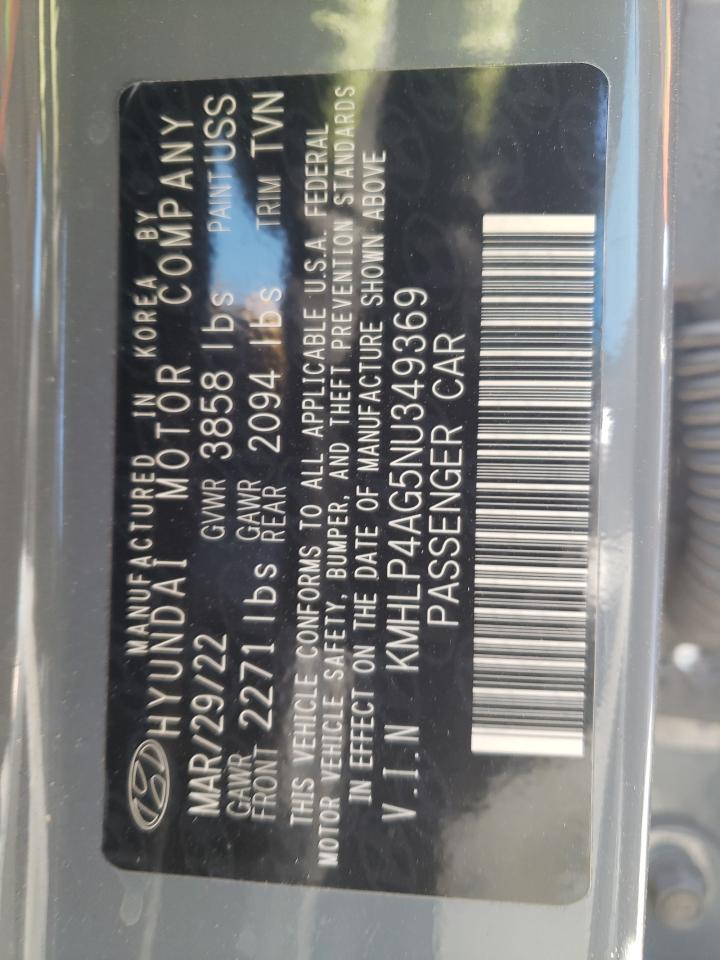 MANUFACTURED IN KOREA BY
HYUNDAI MOTOR COMPANY
MAR/29/22 GVWR 3858 lbs PAINT USS
GAWR FRONT 2271 lbs GAWR REAR 2094 lbs TRIM TVN
THIS VEHICLE CONFORMS TO ALL APPLICABLE U.S.A. FEDERAL
MOTOR VEHICLE SAFETY, BUMPER, AND THEFT PREVENTION STANDARDS
IN EFFECT ON THE DATE OF MANUFACTURE SHOWN ABOVE
V.I.N KMHLP4AG5NU349369
PASSENGER CAR